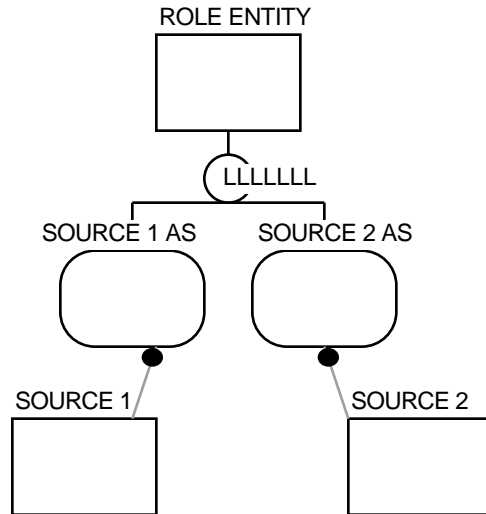 ROLE ENTITY
LLLLLLL
SOURCE 1 AS
SOURCE 2 AS
SOURCE 1
SOURCE 2